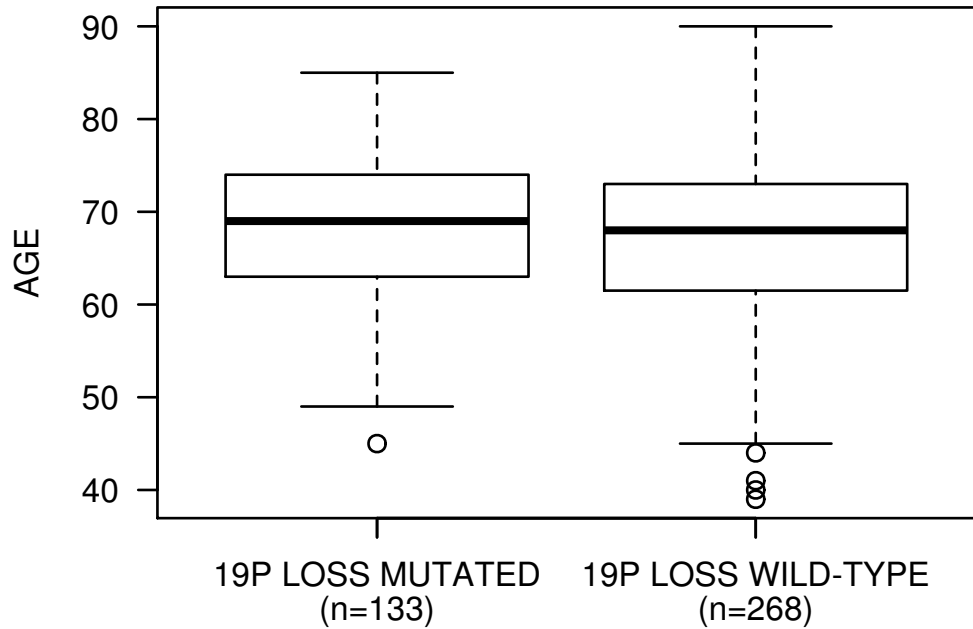 90
80
70
60
50
40
AGE
19P LOSS MUTATED
(n=133)
19P LOSS WILD-TYPE
(n=268)